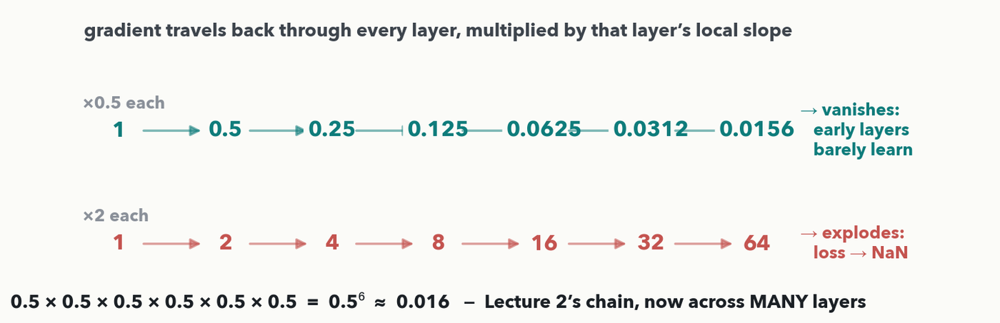 gradient travels back through every layer, multiplied by that layer’s local slope
×0.5 each
1 → 0.5 → 0.25 → 0.125 → 0.0625 → 0.0312 → 0.0156
→ vanishes:
early layers
barely learn
×2 each
1 → 2 → 4 → 8 → 16 → 32 → 64
→ explodes:
loss → NaN
0.5 × 0.5 × 0.5 × 0.5 × 0.5 × 0.5 = 0.5⁶ ≈ 0.016 – Lecture 2’s chain, now across MANY layers